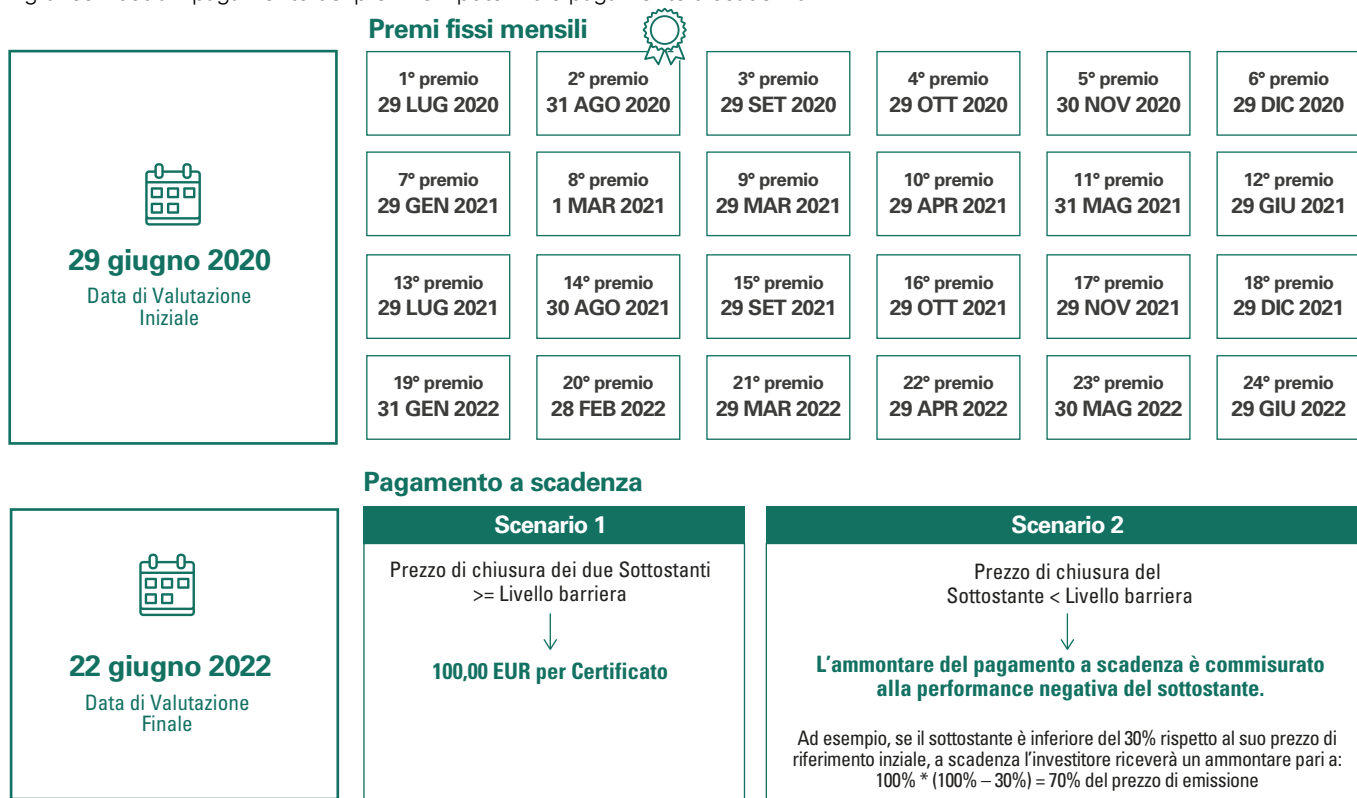 Premi fissi mensili
1° premio
29 LUG 2020
2° premio
31 AGO 2020
3° premio
29 SET 2020
4° premio
29 OTT 2020
5° premio
30 NOV 2020
6° premio
29 DIC 2020
7° premio
29 GEN 2021
8° premio
1 MAR 2021
9° premio
29 MAR 2021
10° premio
29 APR 2021
11° premio
31 MAG 2021
12° premio
29 GIU 2021
13° premio
29 LUG 2021
14° premio
30 AGO 2021
15° premio
29 SET 2021
16° premio
29 OTT 2021
17° premio
29 NOV 2021
18° premio
29 DIC 2021
19° premio
31 GEN 2022
20° premio
28 FEB 2022
21° premio
29 MAR 2022
22° premio
29 APR 2022
23° premio
30 MAG 2022
24° premio
29 GIU 2022
29 giugno 2020
Data di Valutazione
Iniziale
Pagamento a scadenza
22 giugno 2022
Data di Valutazione
Finale
Scenario 1
Prezzo di chiusura dei due Sottostanti
>= Livello barriera
100,00 EUR per Certificato
Scenario 2
Prezzo di chiusura del
Sottostante < Livello barriera
L'ammontare del pagamento a scadenza è commisurato
alla performance negativa del sottostante.
Ad esempio, se il sottostante è inferiore del 30% rispetto al suo prezzo di
riferimento inziale, a scadenza l'investitore riceverà un ammontare pari a:
100% * (100% – 30%) = 70% del prezzo di emissione